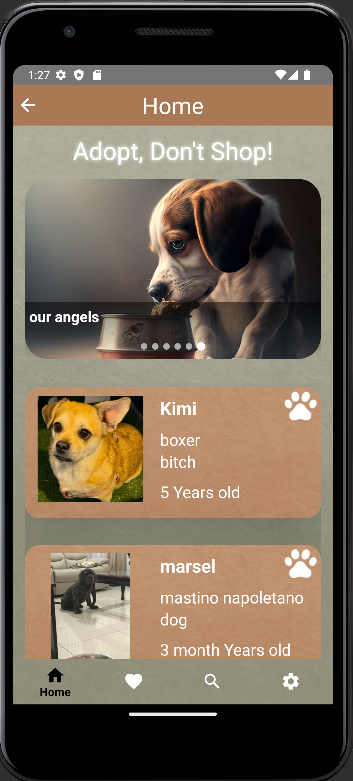 1:27
Home
Adopt, Don't Shop!
our angels
Kimi
boxer
bitch
5 Years old
marsel
mastino napoletano
dog
3 month Years old
Home